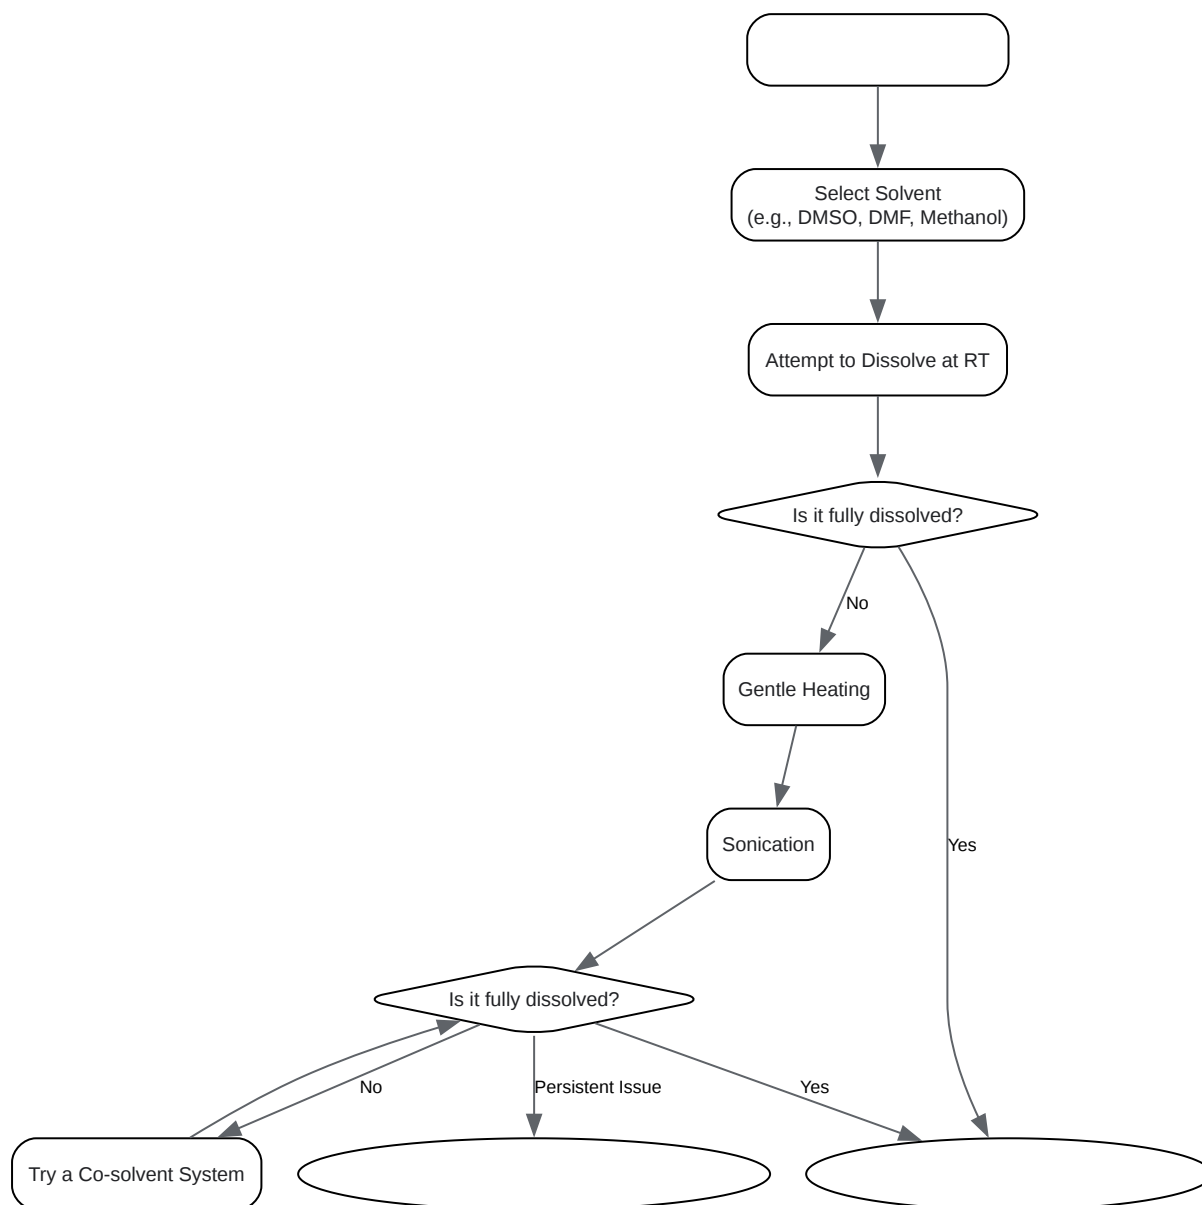 Select Solvent
(e.g., DMSO, DMF, Methanol)
Attempt to Dissolve at RT
Is it fully dissolved?
No
Gentle Heating
Sonication
Yes
Is it fully dissolved?
No
Persistent Issue
Yes
Try a Co-solvent System